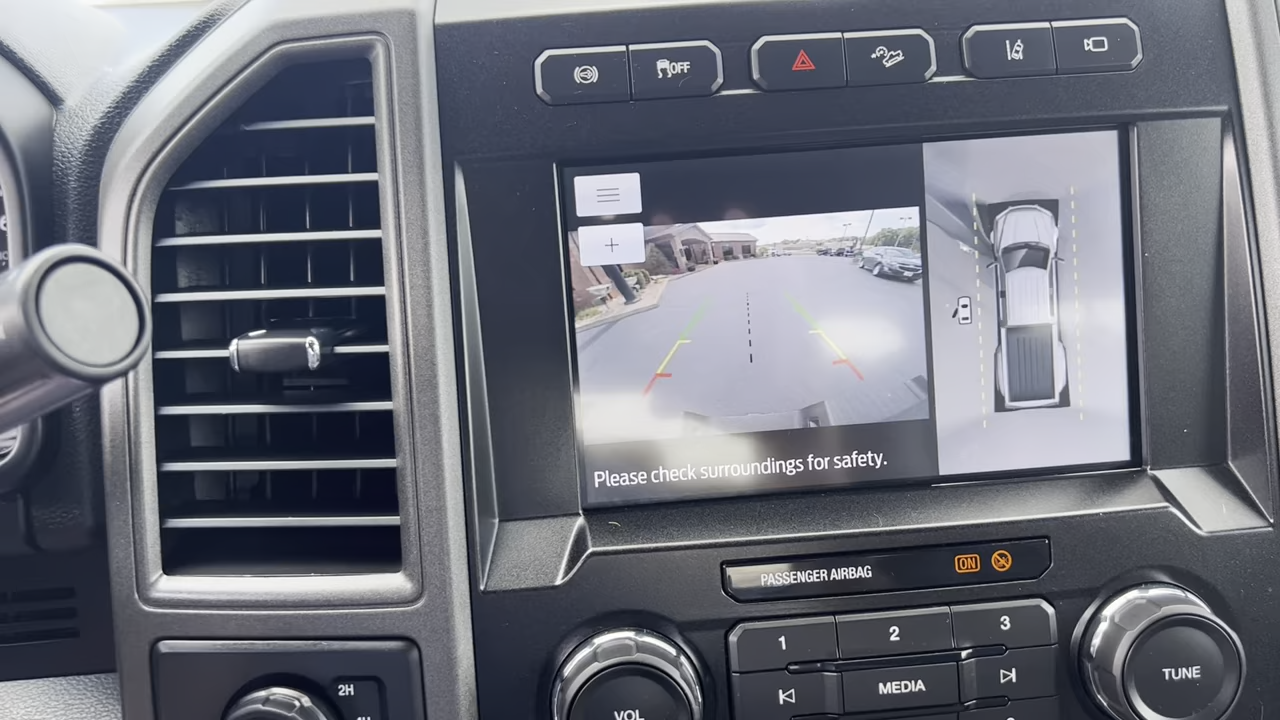 OFF
Please check surroundings for safety.
PASSENGER AIRBAG
ON
1
2
3
MEDIA
VOL
TUNE
2H